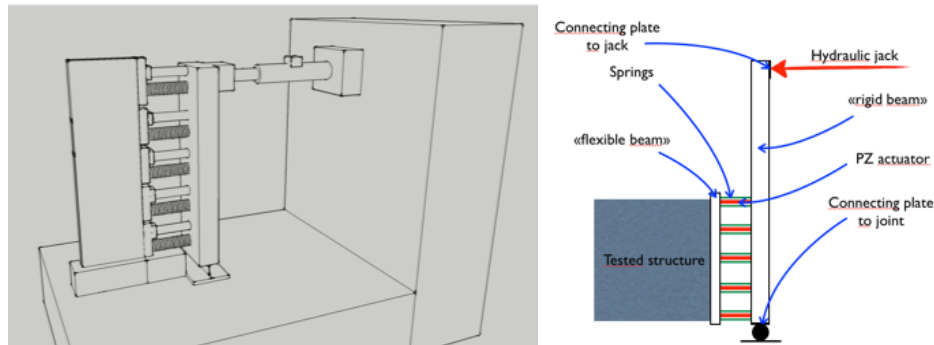 Connecting plate
to jack
Hydraulic jack
Springs
«rigid beam»
«flexible beam»
PZ actuator
Connecting plate
to joint
Tested structure